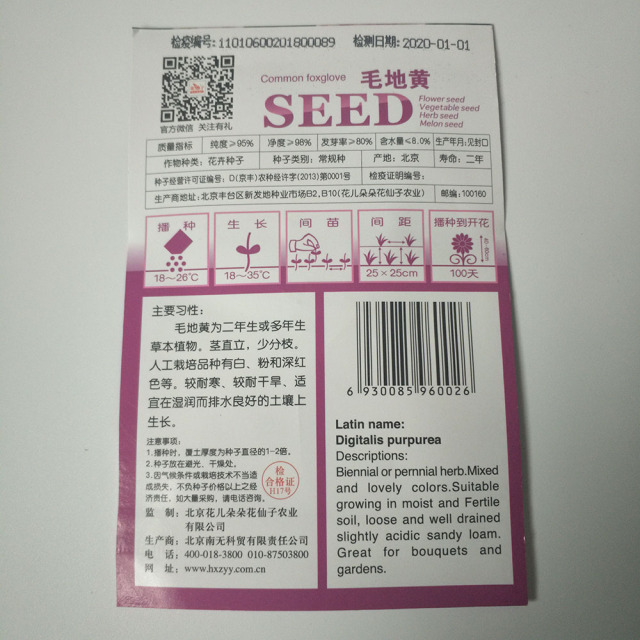 检疫编号:11010600201800089 检测日期:2020-01-01
官方微信 关注有礼
Common foxglove 毛地黄
SEED
Flower seed
Vegetable seed
Herb seed
Melon seed
质量指标 纯度≥95% 净度≥98% 发芽率≥80% 含水量≤8.0% 生产年月:见封口
作物种类: 花卉种子 种子类别: 常规种 产地: 北京 寿命: 二年
种子经营许可证编号: D(京丰)农种经许字(2013)第0001号 检疫证明编号:
生产商地址: 北京丰台区新发地种业市场B2, B10(花儿朵朵花仙子农业) 邮编: 100160
播种 生长 间苗 间距 播种到开花
18~26℃ 18~35℃ 25×25cm 100天
主要习性:
毛地黄为二年生或多年生
草本植物。茎直立，少分枝。
人工栽培品种有白、粉和深红
色等。较耐寒、较耐干旱、适
宜在湿润而排水良好的土壤上
生长。
注意事项:
1.播种时、覆土厚度为种子直径的1-2倍。
2.种子放在避光、干燥处。
3.因气候条件或栽培技术不当造
成损失，不负种子价格以上之经
济责任，如大量采购，请电话咨询。
检
合格证
H17号
监 制: 北京花儿朵朵花仙子农业
有限公司
生产商: 北京南无科贸有限责任公司
电 话: 400-018-3800 010-87503800
网 址: www.hxzyy.com.cn
6 930085 960026
Latin name:
Digitalis purpurea
Descriptions:
Biennial or pernnial herb.Mixed
and lovely colors.Suitable
growing in moist and Fertile
soil, loose and well drained
slightly acidic sandy loam.
Great for bouquets and
gardens.